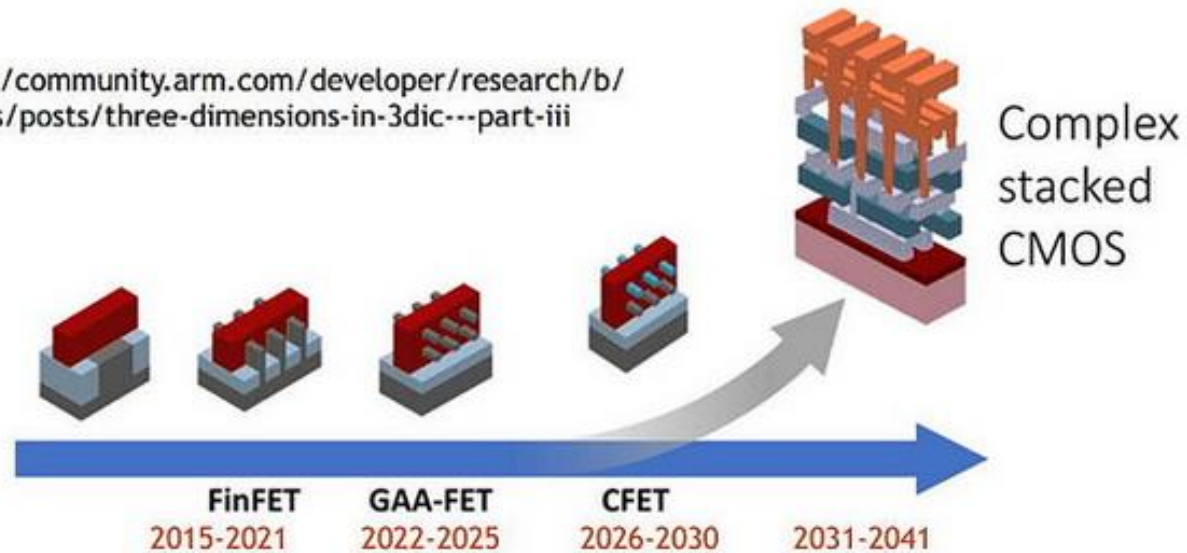 /community.arm.com/developer/research/b/
s/posts/three-dimensions-in-3dic---part-iii
Complex
stacked
CMOS
FinFET GAA-FET CFET
2015-2021 2022-2025 2026-2030 2031-2041